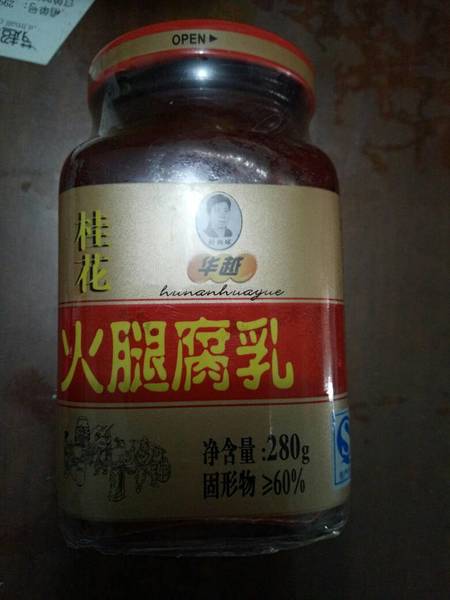 OPEN▶
桂花
华越
hunanhuayue
火腿腐乳
净含量:280g
固形物≥60%